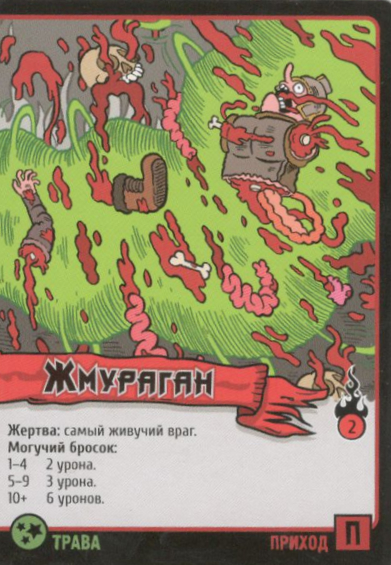 Жмураган
2
Жертва: самый живучий враг.
Могучий бросок:
1–4 2 урона.
5–9 3 урона.
10+ 6 уронов.
ТРАВА
ПРИХОД П